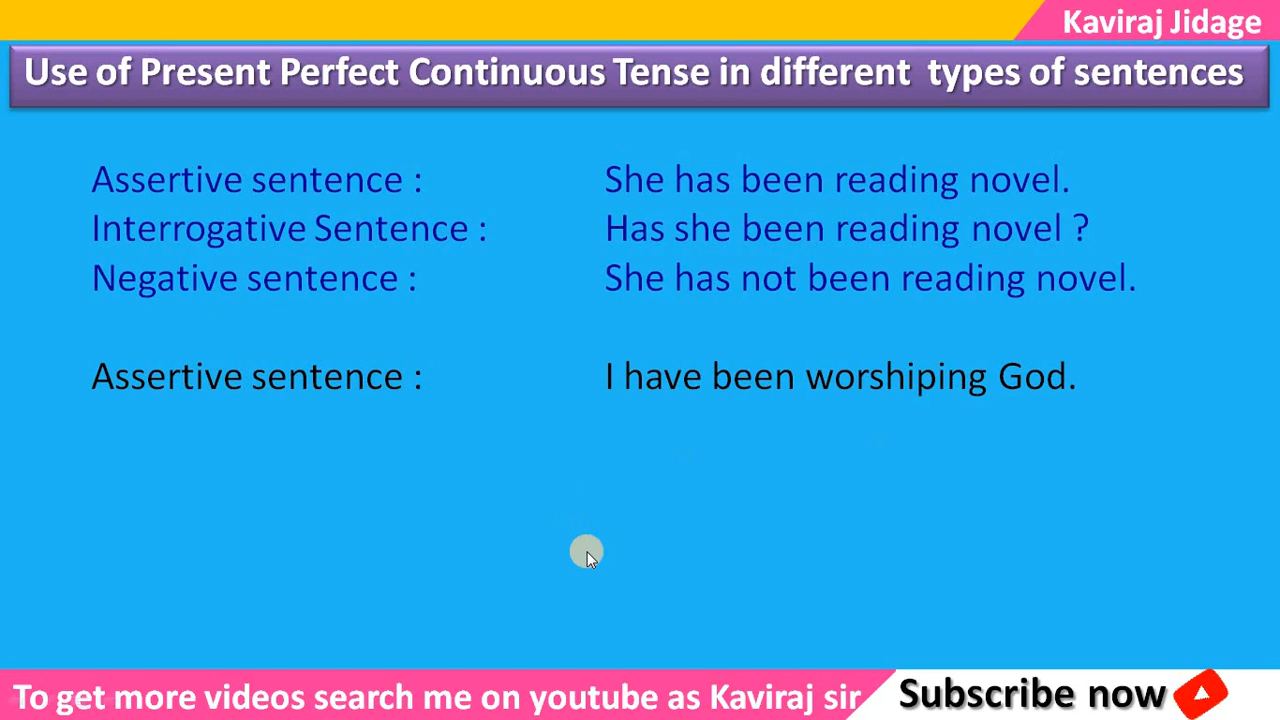 Kaviraj Jidage
Use of Present Perfect Continuous Tense in different types of sentences
Assertive sentence : She has been reading novel.
Interrogative Sentence : Has she been reading novel ?
Negative sentence : She has not been reading novel.
Assertive sentence : I have been worshiping God.
To get more videos search me on youtube as Kaviraj sir
Subscribe now